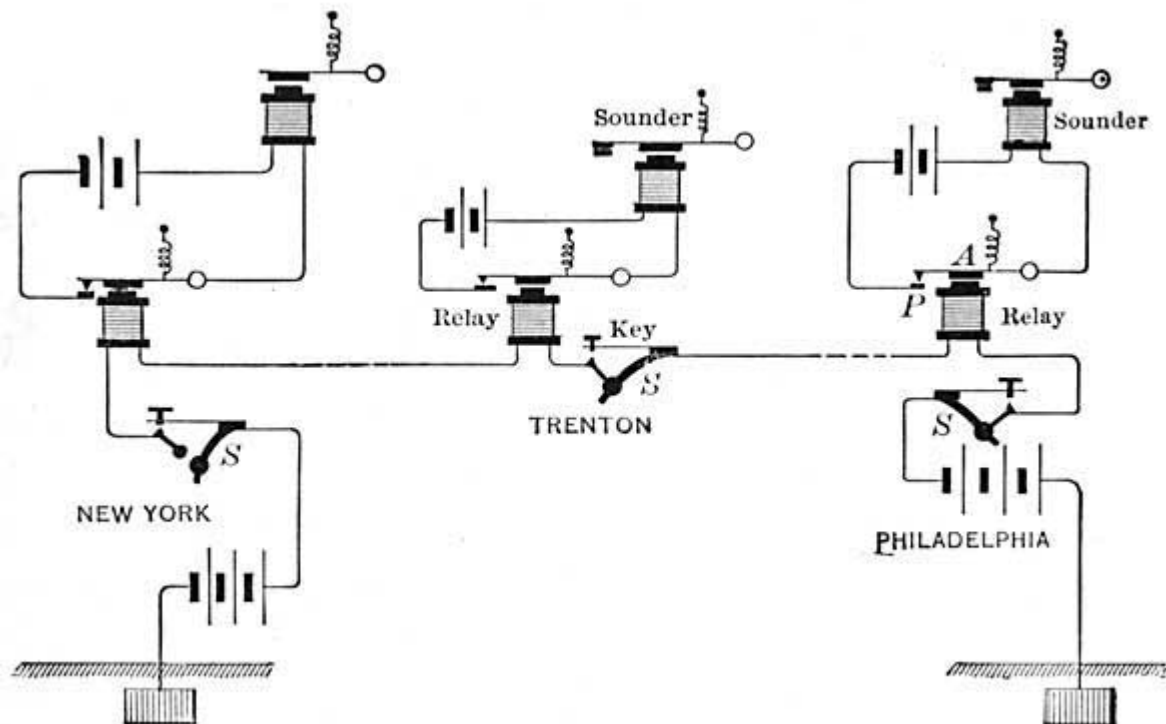 Sounder
Sounder
A
P
Relay
Relay
Key
S
TRENTON
S
S
NEW YORK
PHILADELPHIA